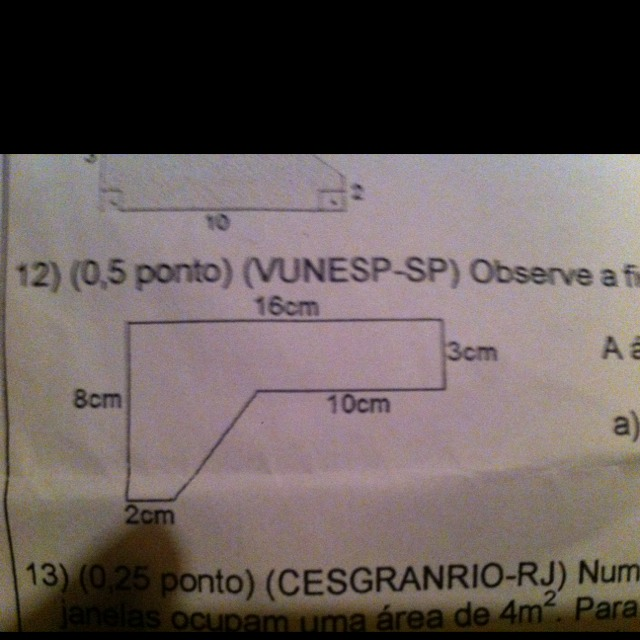 3
2
10
12) (0,5 ponto) (VUNESP-SP) Observe a
16cm
3cm
A
8cm
10cm
a)
2cm
13) (0,25 ponto) (CESGRANRIO-RJ) Num
janelas ocupam uma área de 4m². Para